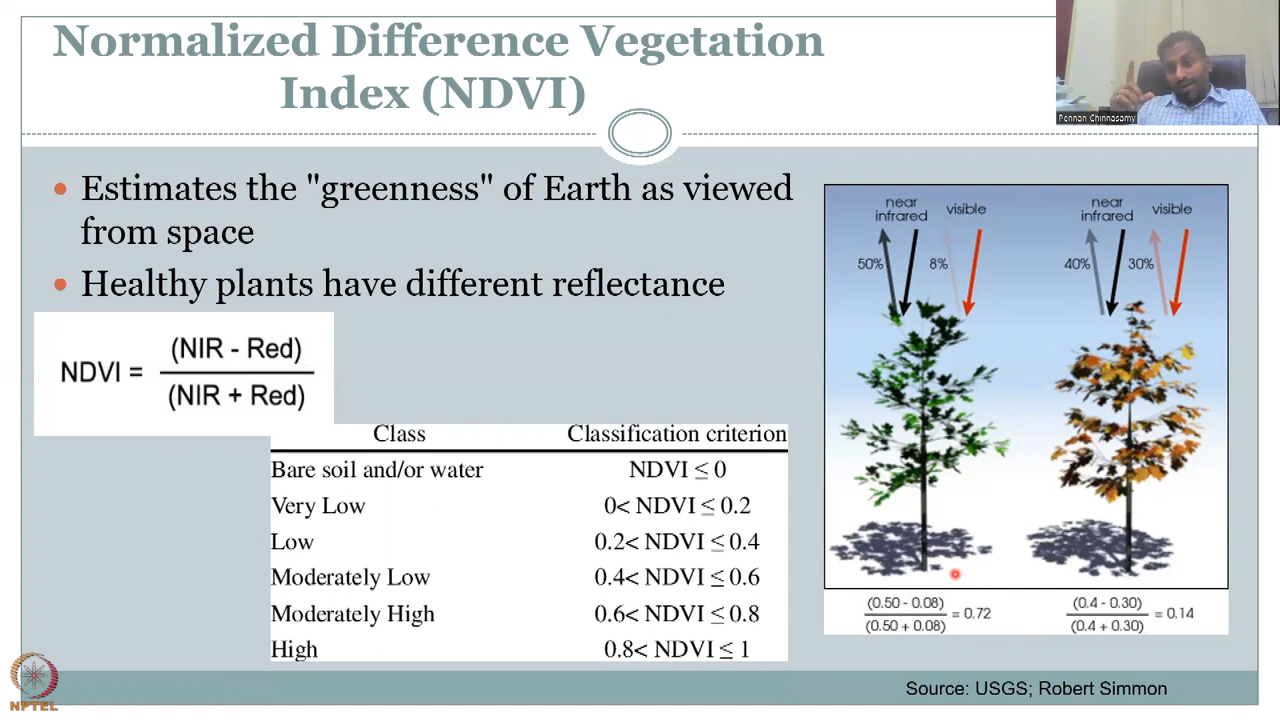 Normalized Difference Vegetation
Index (NDVI)
Pennan Chinnasamy
• Estimates the "greenness" of Earth as viewed
from space
• Healthy plants have different reflectance
NDVI = (NIR - Red)
(NIR + Red)
Class Classification criterion
Bare soil and/or water NDVI ≤ 0
Very Low 0< NDVI ≤ 0.2
Low 0.2< NDVI ≤ 0.4
Moderately Low 0.4< NDVI ≤ 0.6
Moderately High 0.6< NDVI ≤ 0.8
High 0.8< NDVI ≤ 1
near infrared visible near infrared visible
50% 8% 40% 30%
(0.50 - 0.08) (0.4 - 0.30)
= 0.72 = 0.14
(0.50 + 0.08) (0.4 + 0.30)
Source: USGS; Robert Simmon
NPTEL